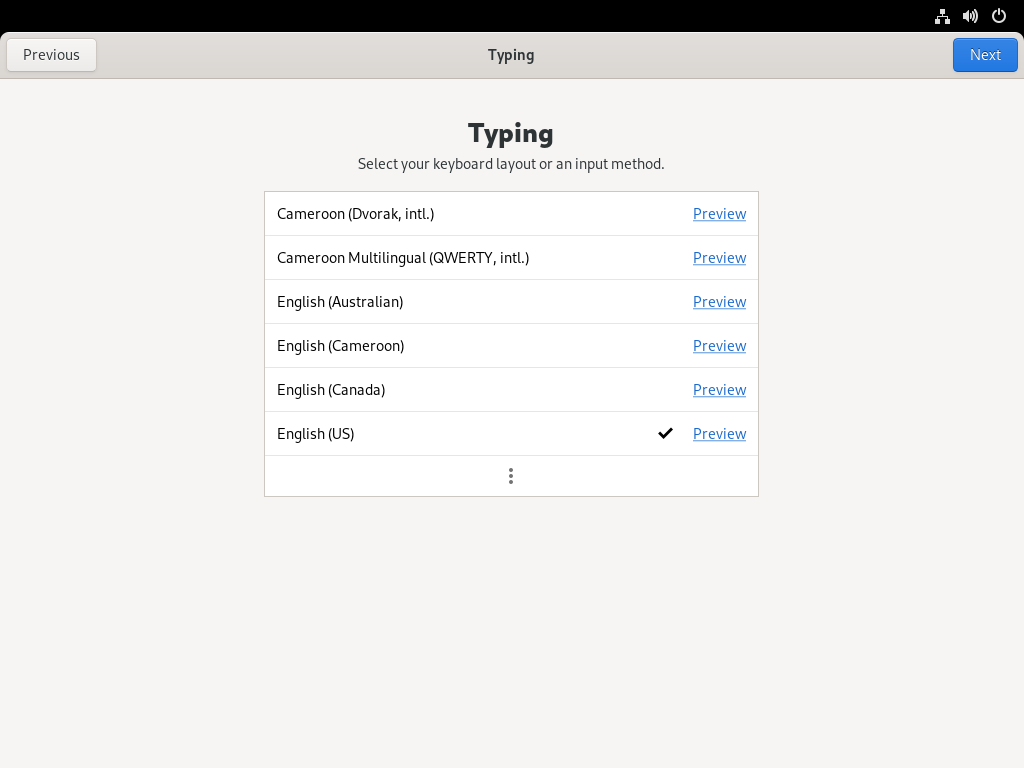 Previous
Typing
Next
Typing
Select your keyboard layout or an input method.
Cameroon (Dvorak, intl.) Preview
Cameroon Multilingual (QWERTY, intl.) Preview
English (Australian) Preview
English (Cameroon) Preview
English (Canada) Preview
English (US) Preview